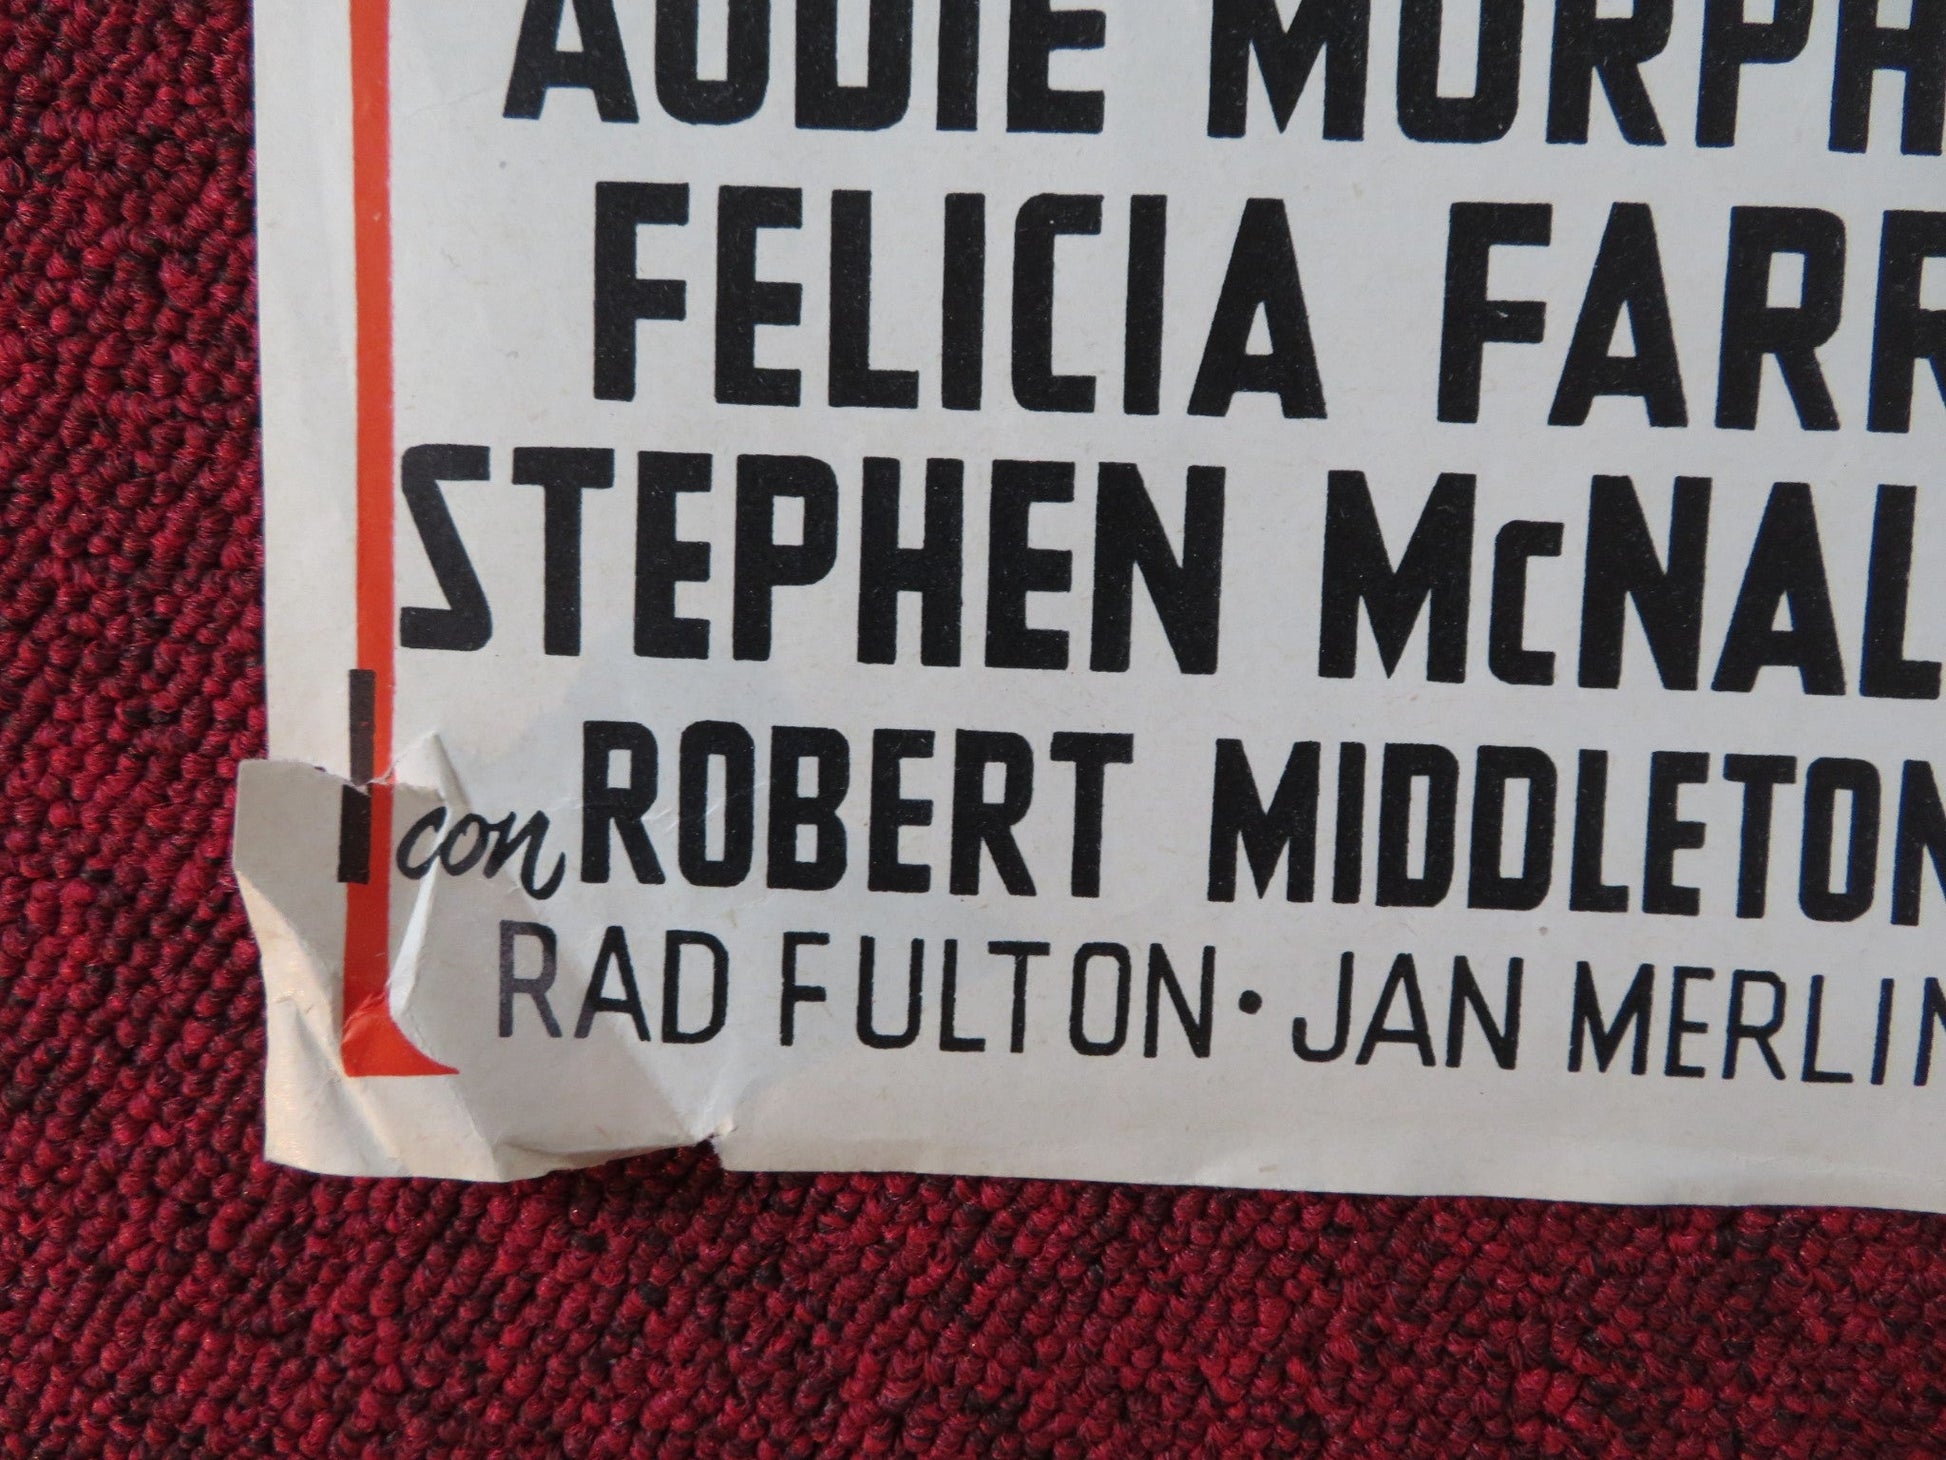 AUDIE MURPH
FELICIA FARR
STEPHEN McNAL
con ROBERT MIDDLETON
RAD FULTON · JAN MERLIN